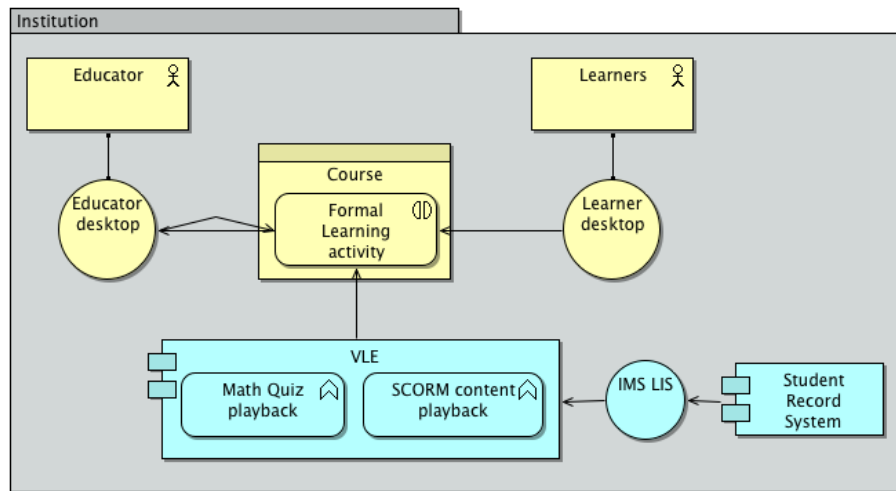 Institution
Educator
Learners
Educator
desktop
Course
Formal
Learning
activity
Learner
desktop
VLE
Math Quiz
playback
SCORM content
playback
IMS LIS
Student
Record
System